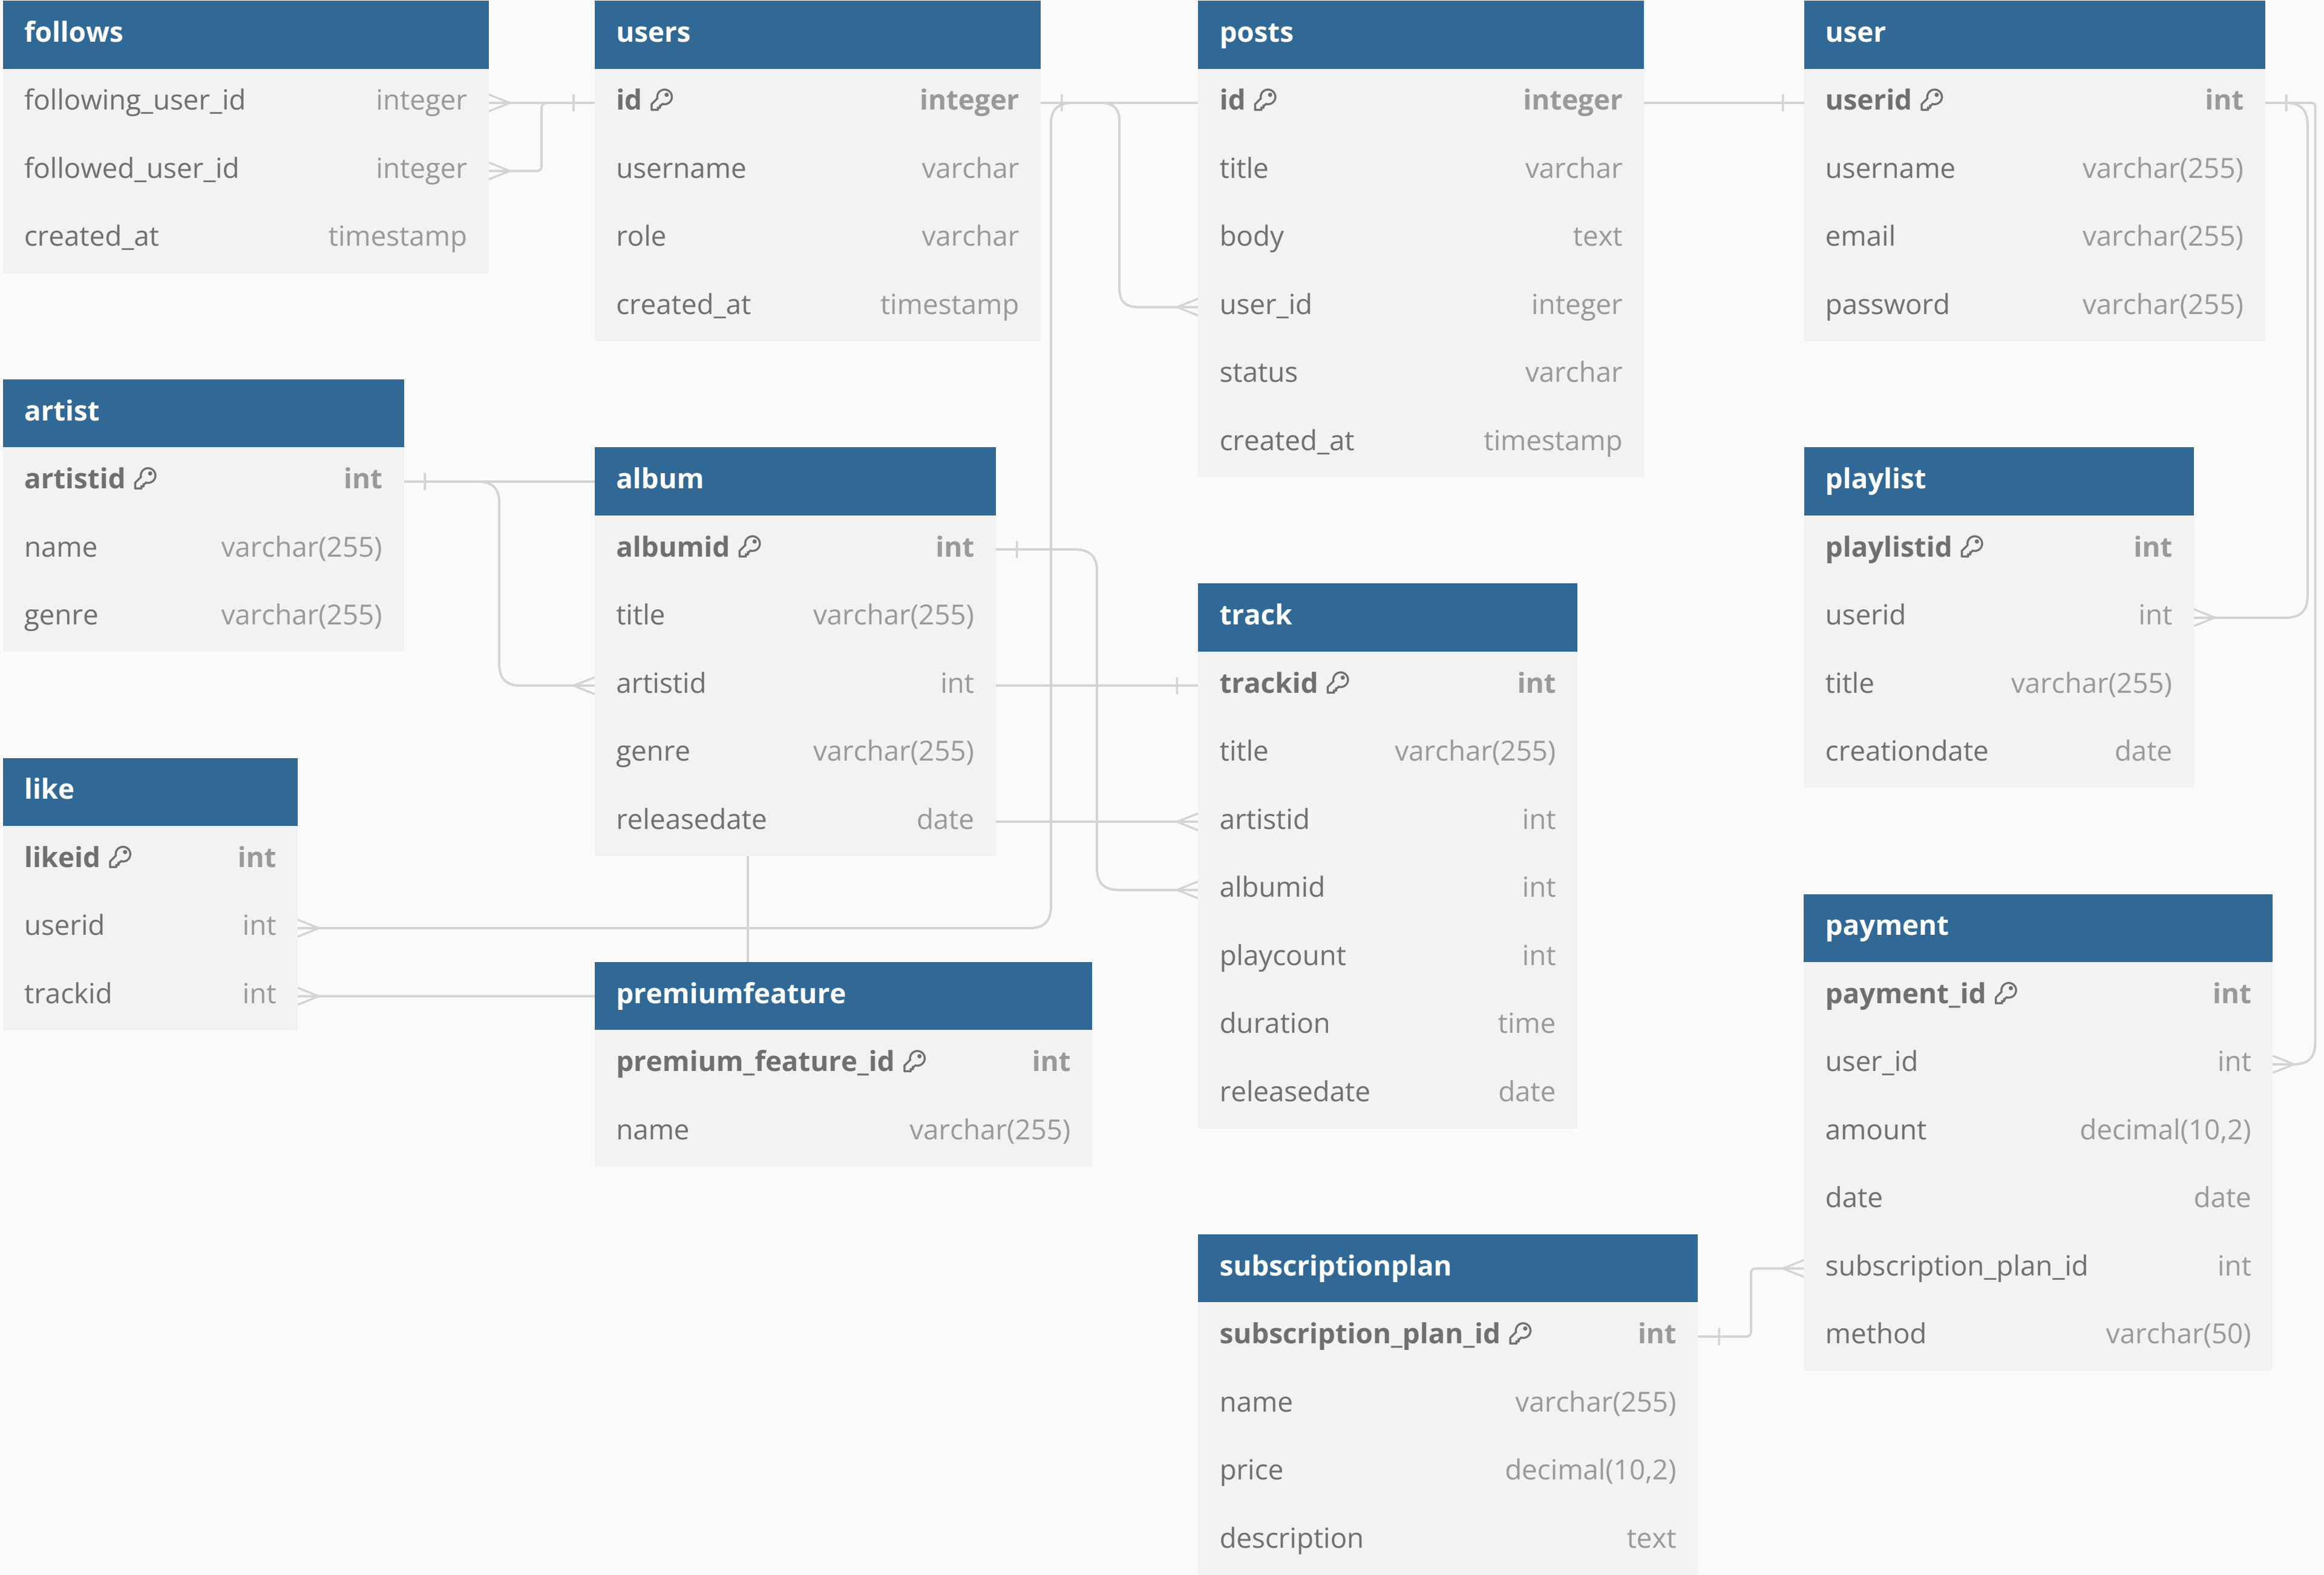 follows
following_user_id integer
followed_user_id integer
created_at timestamp
users
id integer
username varchar
role varchar
created_at timestamp
posts
id integer
title varchar
body text
user_id integer
status varchar
created_at timestamp
user
userid int
username varchar(255)
email varchar(255)
password varchar(255)
artist
artistid int
name varchar(255)
genre varchar(255)
album
albumid int
title varchar(255)
artistid int
genre varchar(255)
releasedate date
track
trackid int
title varchar(255)
artistid int
albumid int
playcount int
duration time
releasedate date
playlist
playlistid int
userid int
title varchar(255)
creationdate date
like
likeid int
userid int
trackid int
premiumfeature
premium_feature_id int
name varchar(255)
payment
payment_id int
user_id int
amount decimal(10,2)
date date
subscription_plan_id int
method varchar(50)
subscriptionplan
subscription_plan_id int
name varchar(255)
price decimal(10,2)
description text